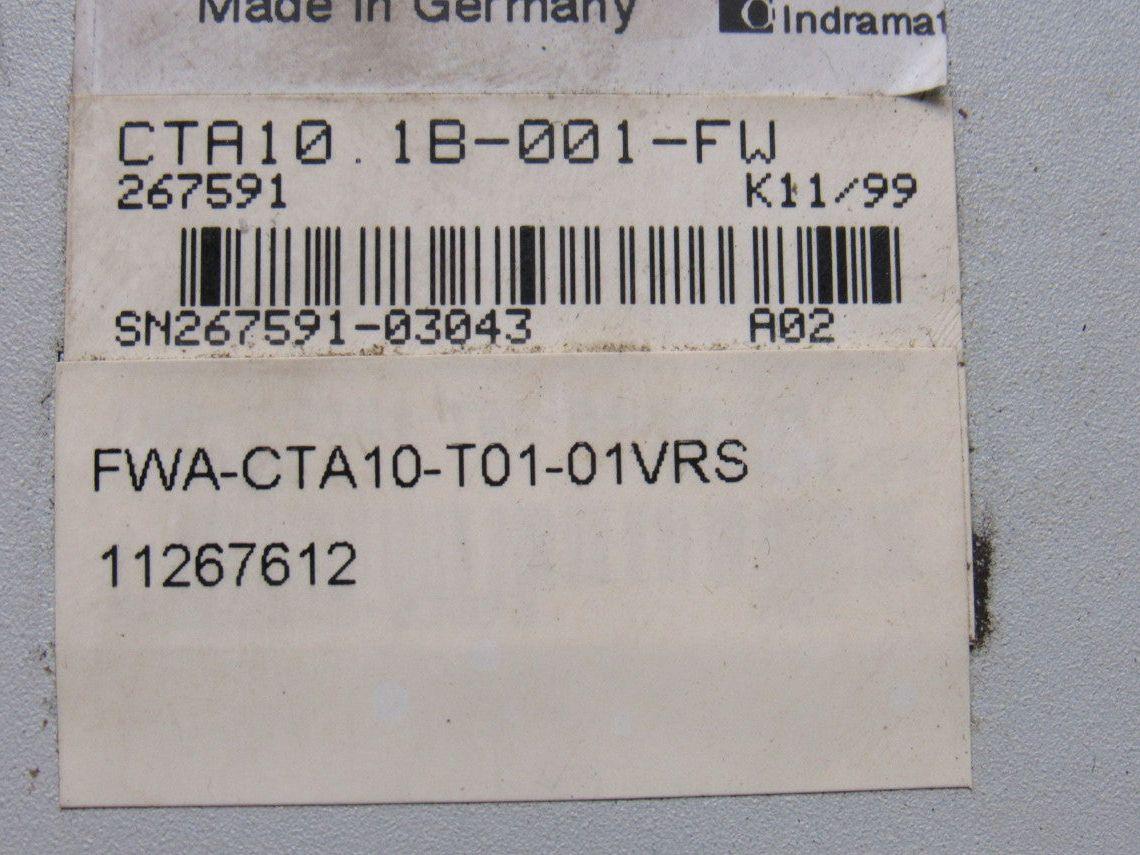 Made in Germany Indramat
CTA10.1B-001-FW
267591 K11/99
SN267591-03043 A02
FWA-CTA10-T01-01VRS
11267612